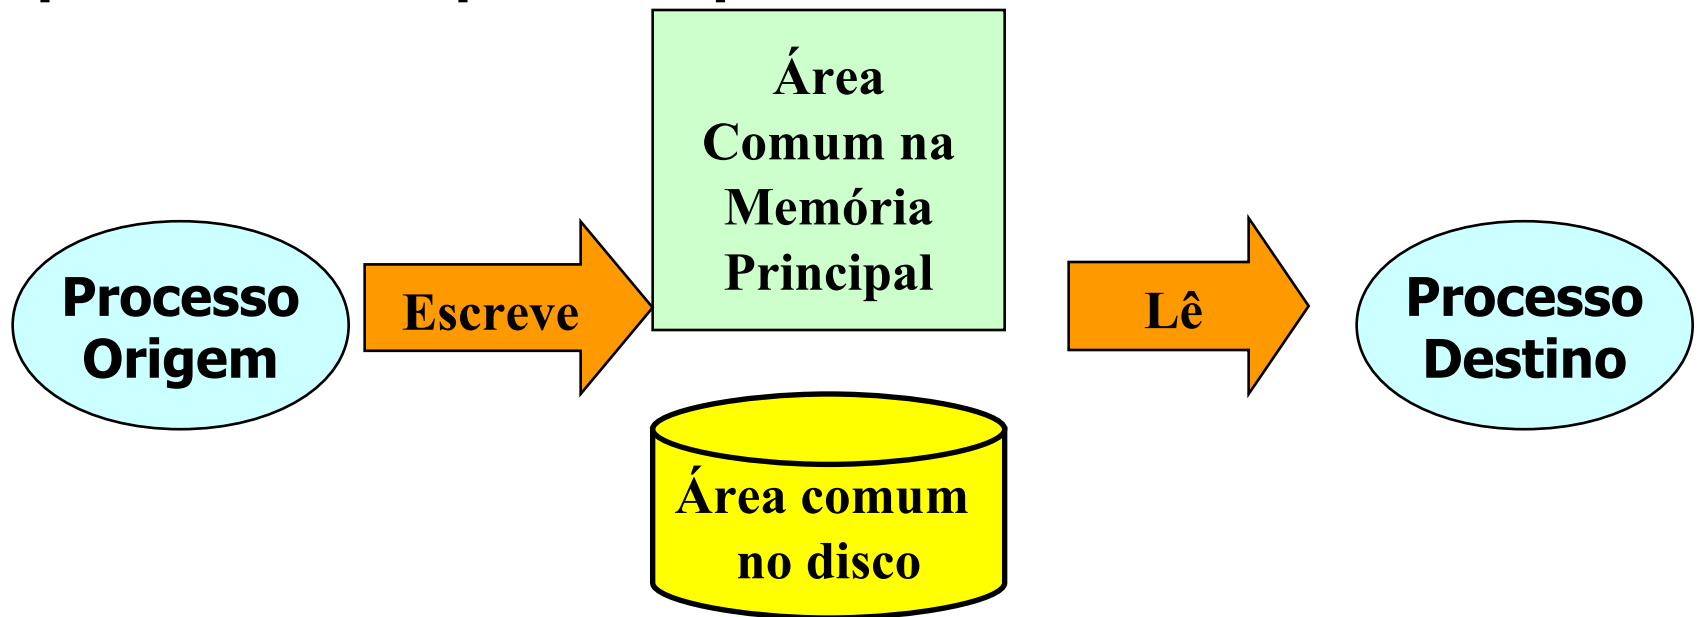 Área
Comum na
Memória
Principal
Processo
Origem
Escreve
Lê
Processo
Destino
Área comum
no disco